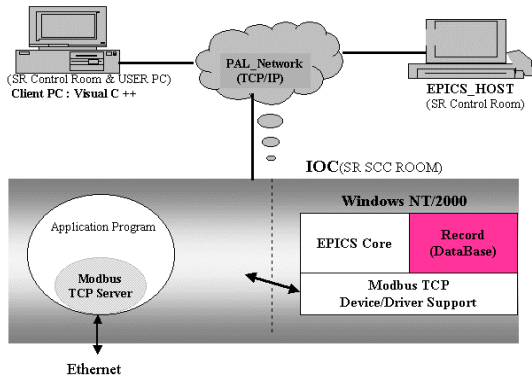 (SR Control Room & USER PC)
Client PC : Visual C ++
PAL_Network
(TCP/IP)
EPICS_HOST
(SR Control Room)
IOC(SR SCC ROOM)
Windows NT/2000
Application Program
Modbus
TCP Server
EPICS Core
Record
(DataBase)
Modbus TCP
Device/Driver Support
Ethernet